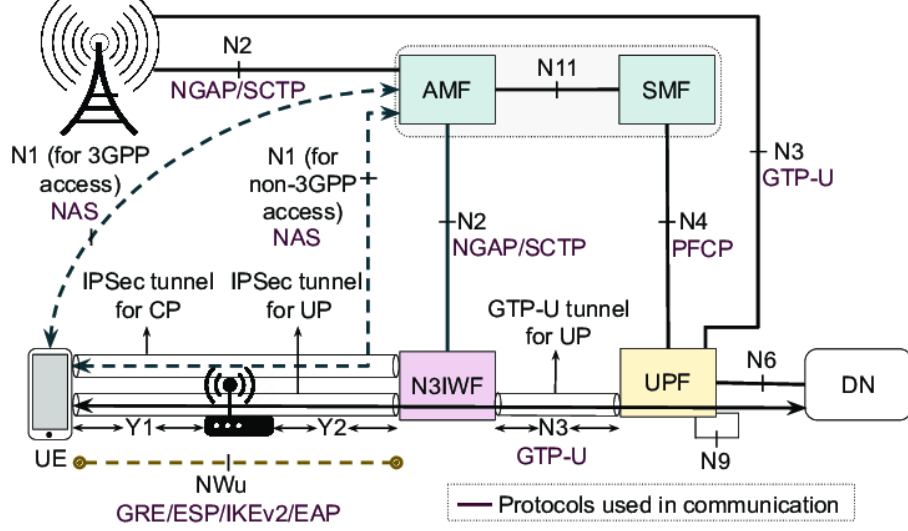 N2
NGAP/SCTP
AMF
N11
SMF
N1 (for 3GPP
access)
NAS
N1 (for
non-3GPP
access)
NAS
N3
GTP-U
N2
NGAP/SCTP
N4
PFCP
IPSec tunnel
for CP
IPSec tunnel
for UP
GTP-U tunnel
for UP
N3IWF
UPF
N6
DN
Y1
Y2
N3
GTP-U
N9
UE
NWu
GRE/ESP/IKEv2/EAP
Protocols used in communication